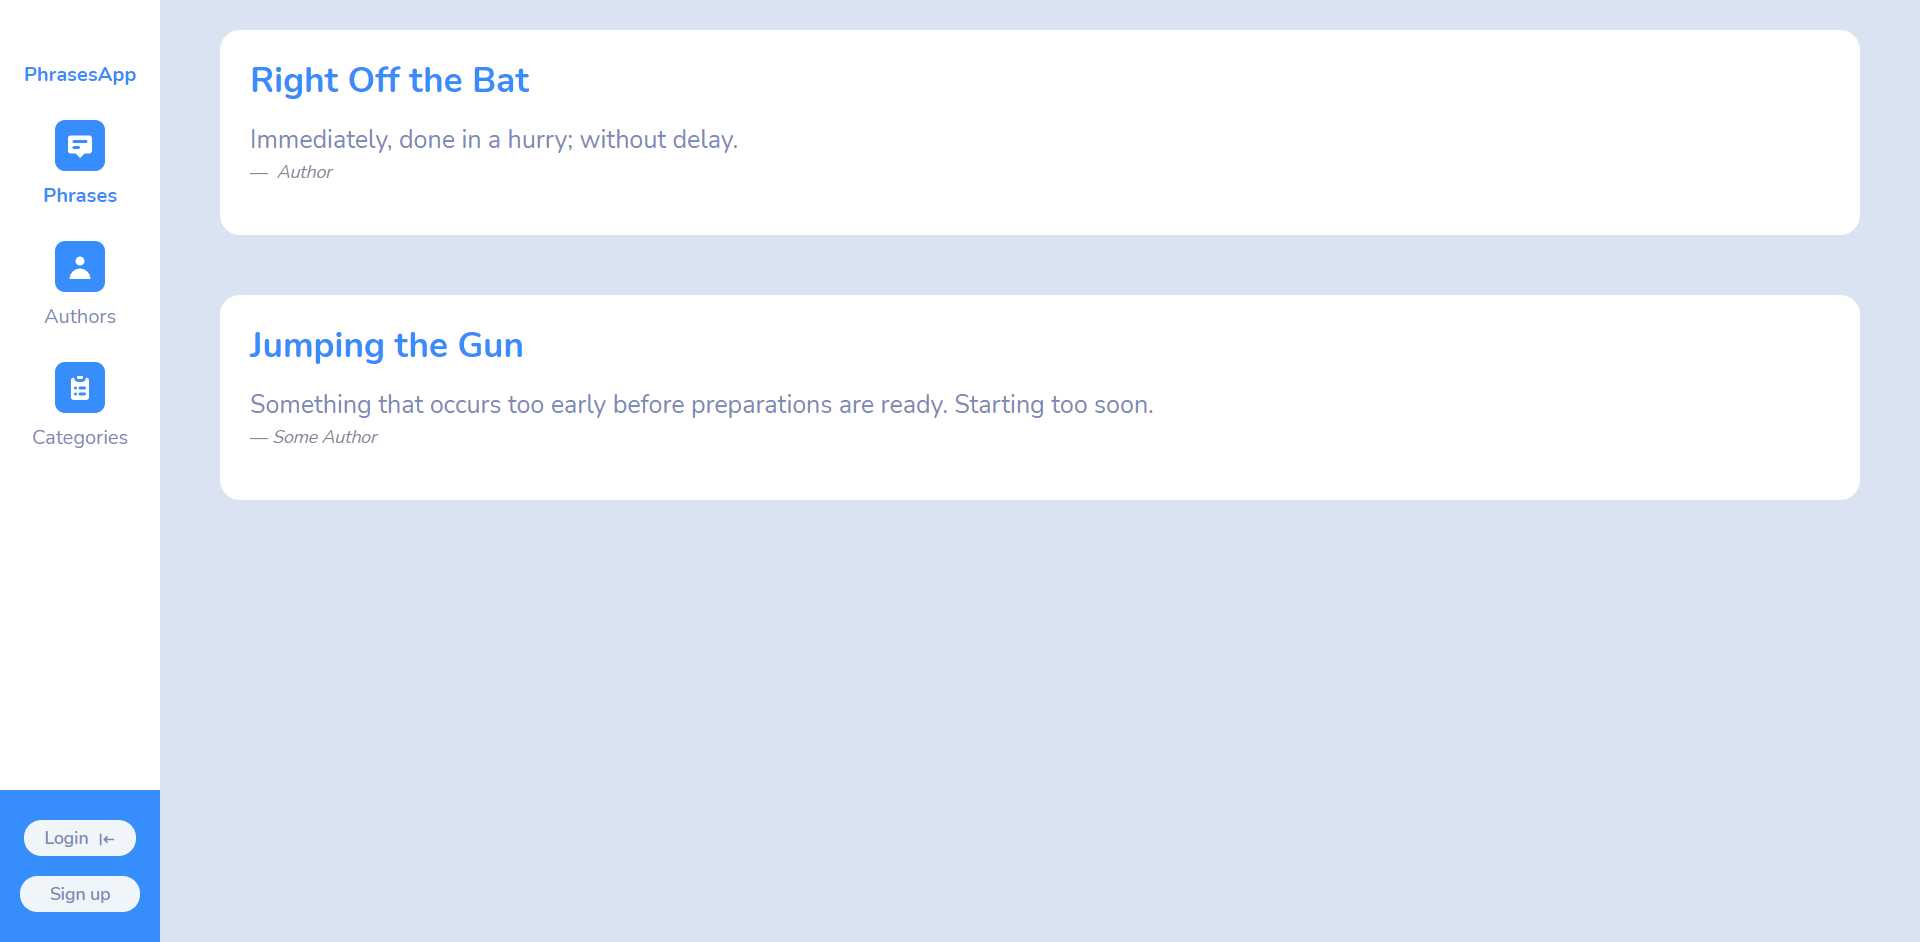 PhrasesApp
Phrases
Authors
Categories
Login
Sign up
Right Off the Bat
Immediately, done in a hurry; without delay.
— Author
Jumping the Gun
Something that occurs too early before preparations are ready. Starting too soon.
— Some Author